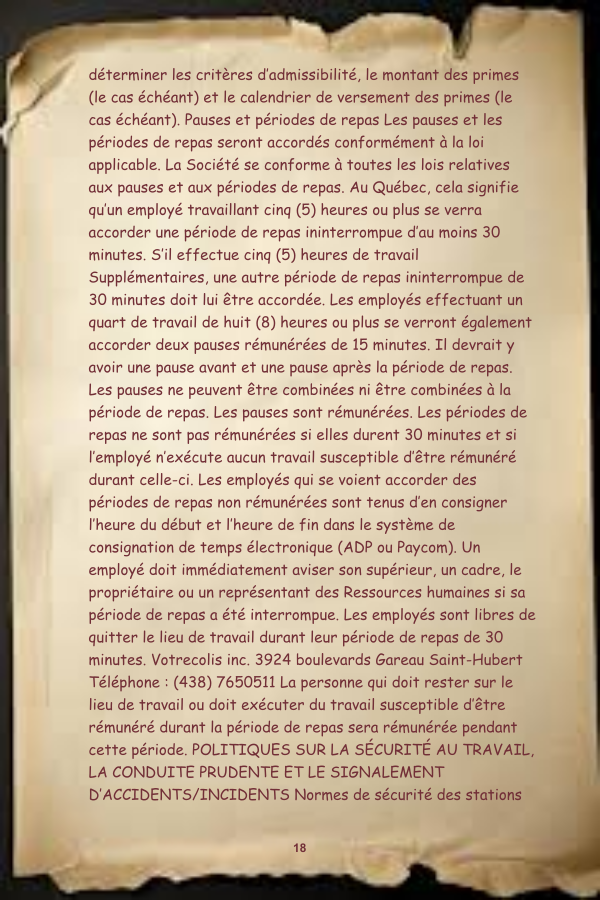 déterminer les critères d'admissibilité, le montant des primes
(le cas échéant) et le calendrier de versement des primes (le
cas échéant). Pauses et périodes de repas Les pauses et les
périodes de repas seront accordés conformément à la loi
applicable. La Société se conforme à toutes les lois relatives
aux pauses et aux périodes de repas. Au Québec, cela signifie
qu'un employé travaillant cinq (5) heures ou plus se verra
accorder une période de repas ininterrompue d'au moins 30
minutes. S'il effectue cinq (5) heures de travail
Supplémentaires, une autre période de repas ininterrompue de
30 minutes doit lui être accordée. Les employés effectuant un
quart de travail de huit (8) heures ou plus se verront également
accorder deux pauses rémunérées de 15 minutes. Il devrait y
avoir une pause avant et une pause après la période de repas.
Les pauses ne peuvent être combinées ni être combinées à la
période de repas. Les pauses sont rémunérées. Les périodes de
repas ne sont pas rémunérées si elles durent 30 minutes et si
l'employé n'exécute aucun travail susceptible d'être rémunéré
durant celle-ci. Les employés qui se voient accorder des
périodes de repas non rémunérées sont tenus d'en consigner
l'heure du début et l'heure de fin dans le système de
consignation de temps électronique (ADP ou Paycom). Un
employé doit immédiatement aviser son supérieur, un cadre, le
propriétaire ou un représentant des Ressources humaines si sa
période de repas a été interrompue. Les employés sont libres de
quitter le lieu de travail durant leur période de repas de 30
minutes. Votrecolis inc. 3924 boulevards Gareau Saint-Hubert
Téléphone : (438) 7650511 La personne qui doit rester sur le
lieu de travail ou doit exécuter du travail susceptible d'être
rémunéré durant la période de repas sera rémunérée pendant
cette période. POLITIQUES SUR LA SÉCURITÉ AU TRAVAIL,
LA CONDUITE PRUDENTE ET LE SIGNALEMENT
D'ACCIDENTS/INCIDENTS Normes de sécurité des stations
18